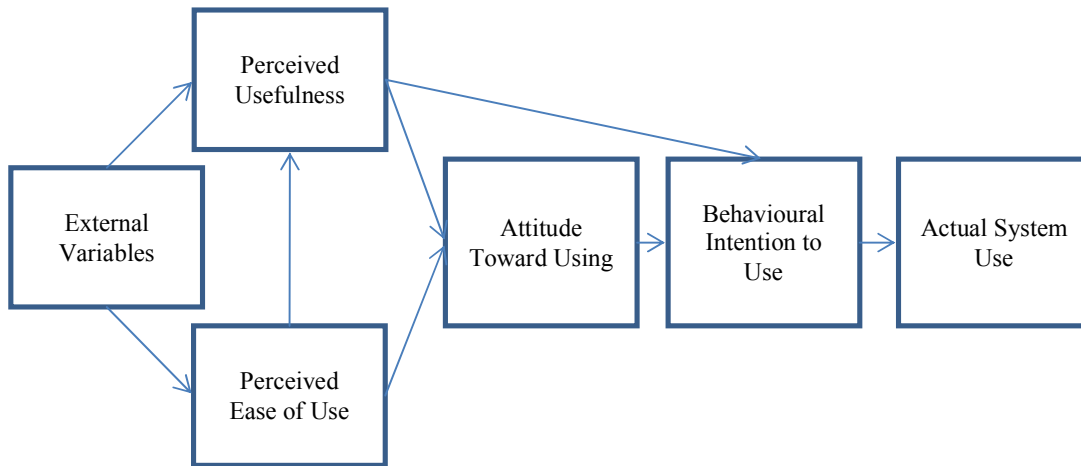 Perceived
Usefulness
External
Variables
Perceived
Ease of Use
Attitude
Toward Using
Behavioural
Intention to
Use
Actual System
Use